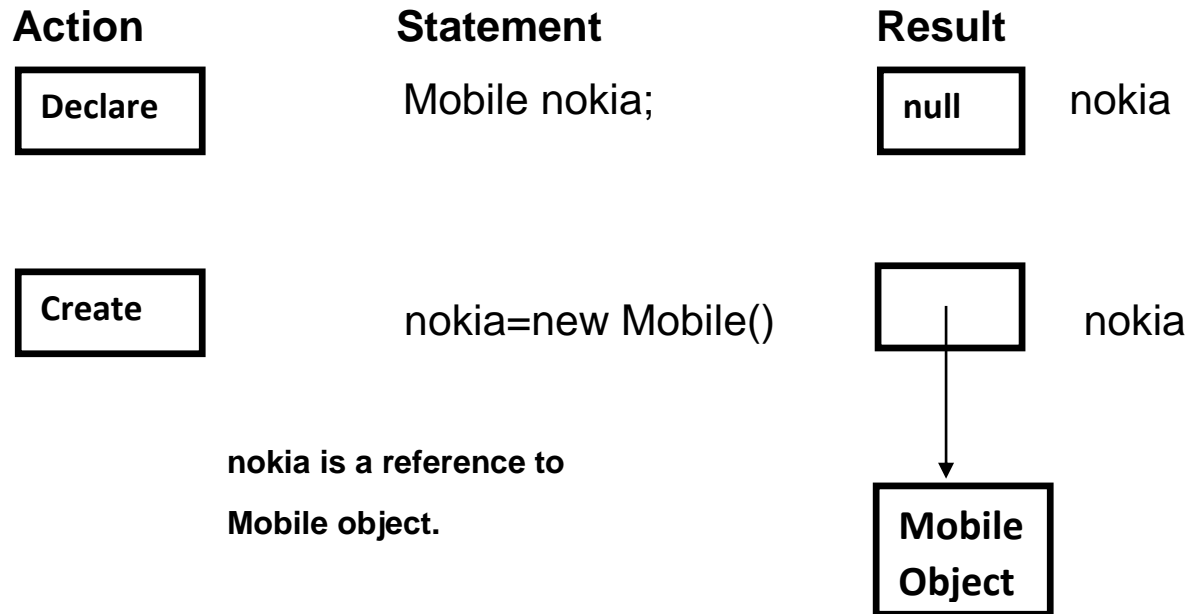 Action Statement Result
Declare Mobile nokia; null nokia
Create nokia=new Mobile() nokia
nokia is a reference to
Mobile object.
Mobile
Object